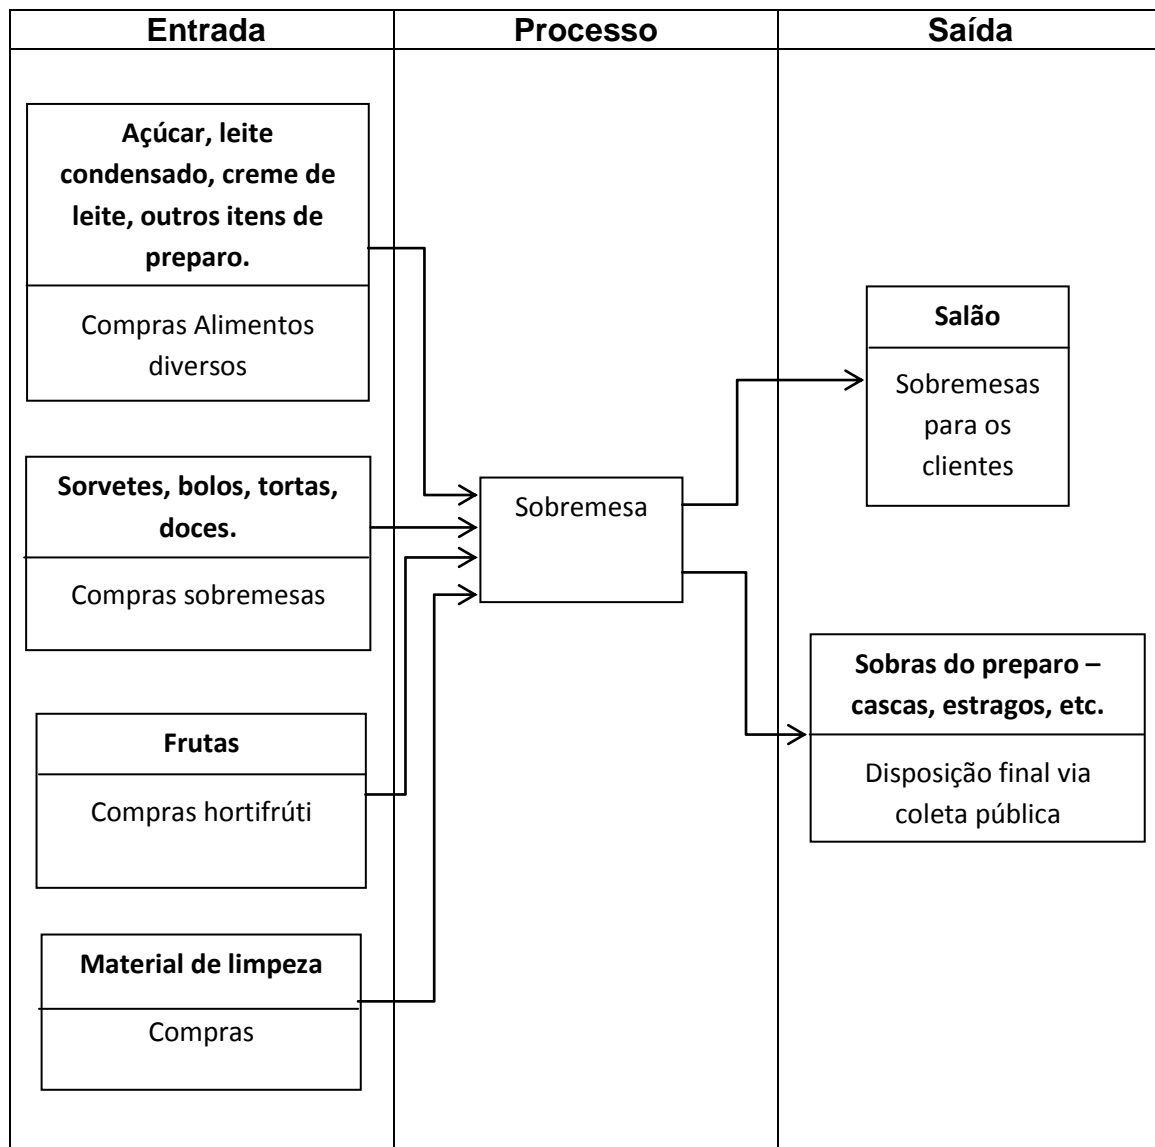 Entrada
Processo
Saída
Açúcar, leite
condensado, creme de
leite, outros itens de
preparo.
Compras Alimentos
diversos
Sorvetes, bolos, tortas,
doces.
Compras sobremesas
Frutas
Compras hortifrúti
Material de limpeza
Compras
Sobremesa
Salão
Sobremesas
para os
clientes
Sobras do preparo –
cascas, estragos, etc.
Disposição final via
coleta pública